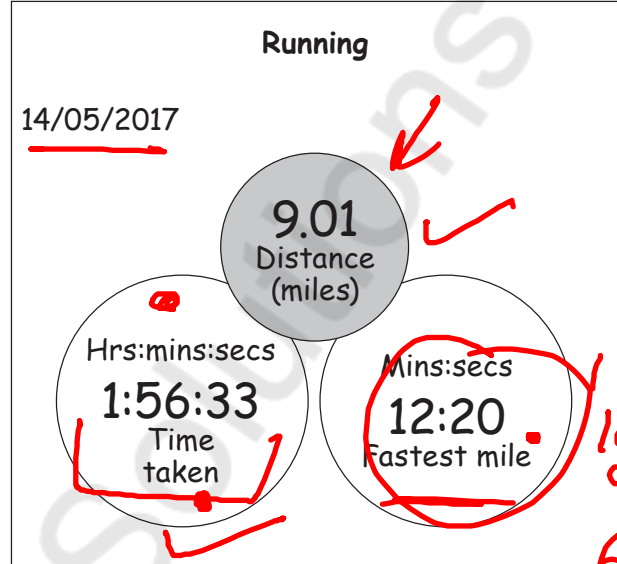 Running
14/05/2017
9.01
Distance
(miles)
Hrs:mins:secs
1:56:33
Time
taken
Mins:secs
12:20
Fastest mile
Solutions